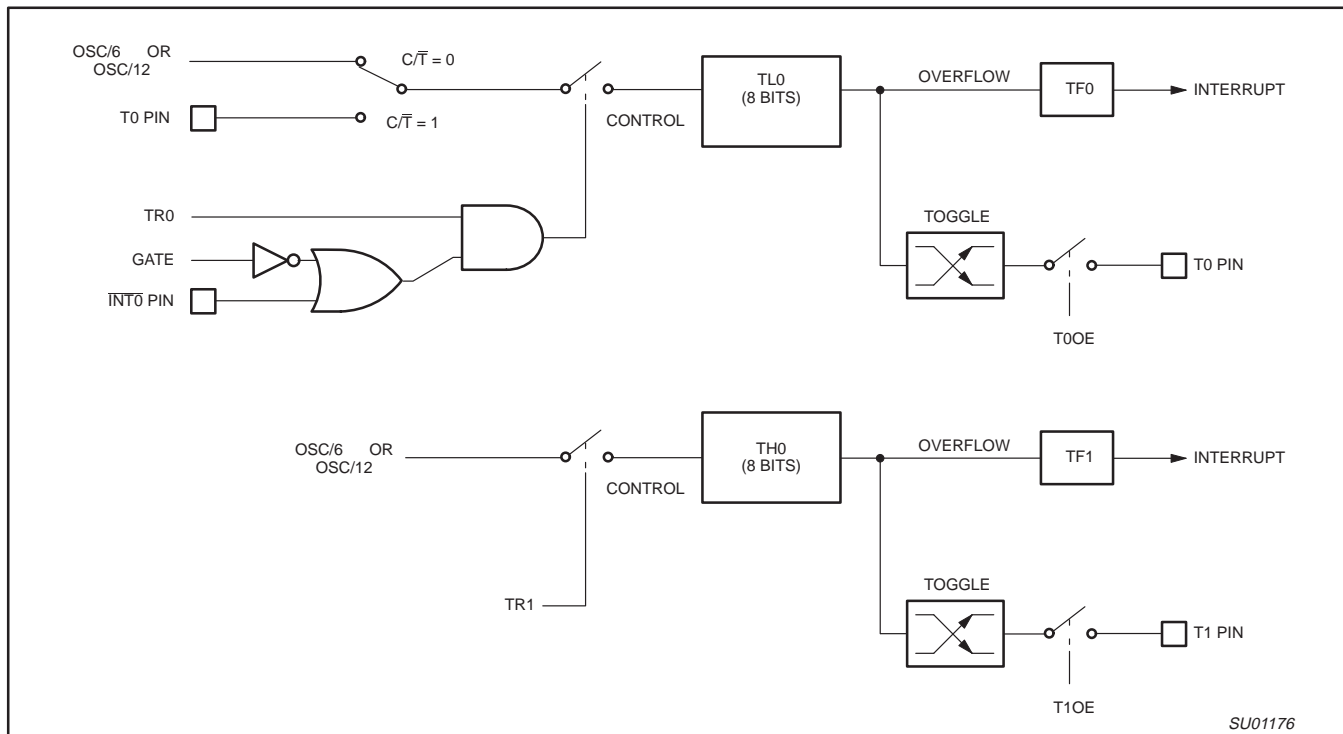 OSC/6 OR
OSC/12
C/T̅ = 0
T0 PIN
C/T̅ = 1
CONTROL
TL0
(8 BITS)
OVERFLOW
TF0
INTERRUPT
TR0
GATE
I̅N̅T̅0̅ PIN
TOGGLE
T0 PIN
T0OE
OSC/6 OR
OSC/12
CONTROL
TH0
(8 BITS)
OVERFLOW
TF1
INTERRUPT
TR1
TOGGLE
T1 PIN
T1OE
SU01176